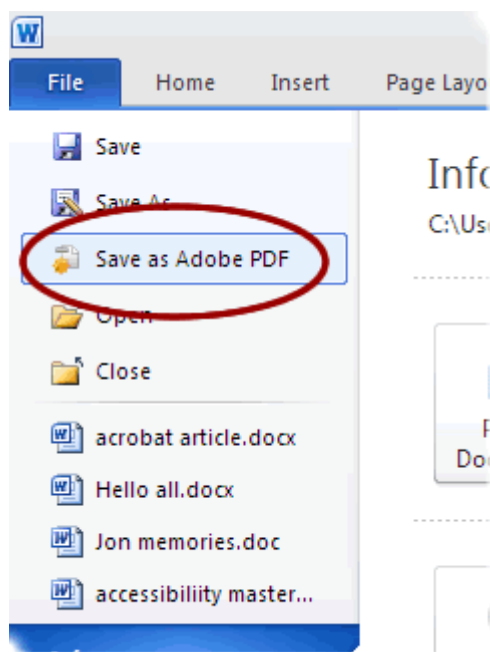 W
File Home Insert Page Layo
Save
Save As
Save as Adobe PDF
Open
Close
acrobat article.docx
Hello all.docx
Jon memories.doc
accessibiliity master...
Info
C:\Us
Do